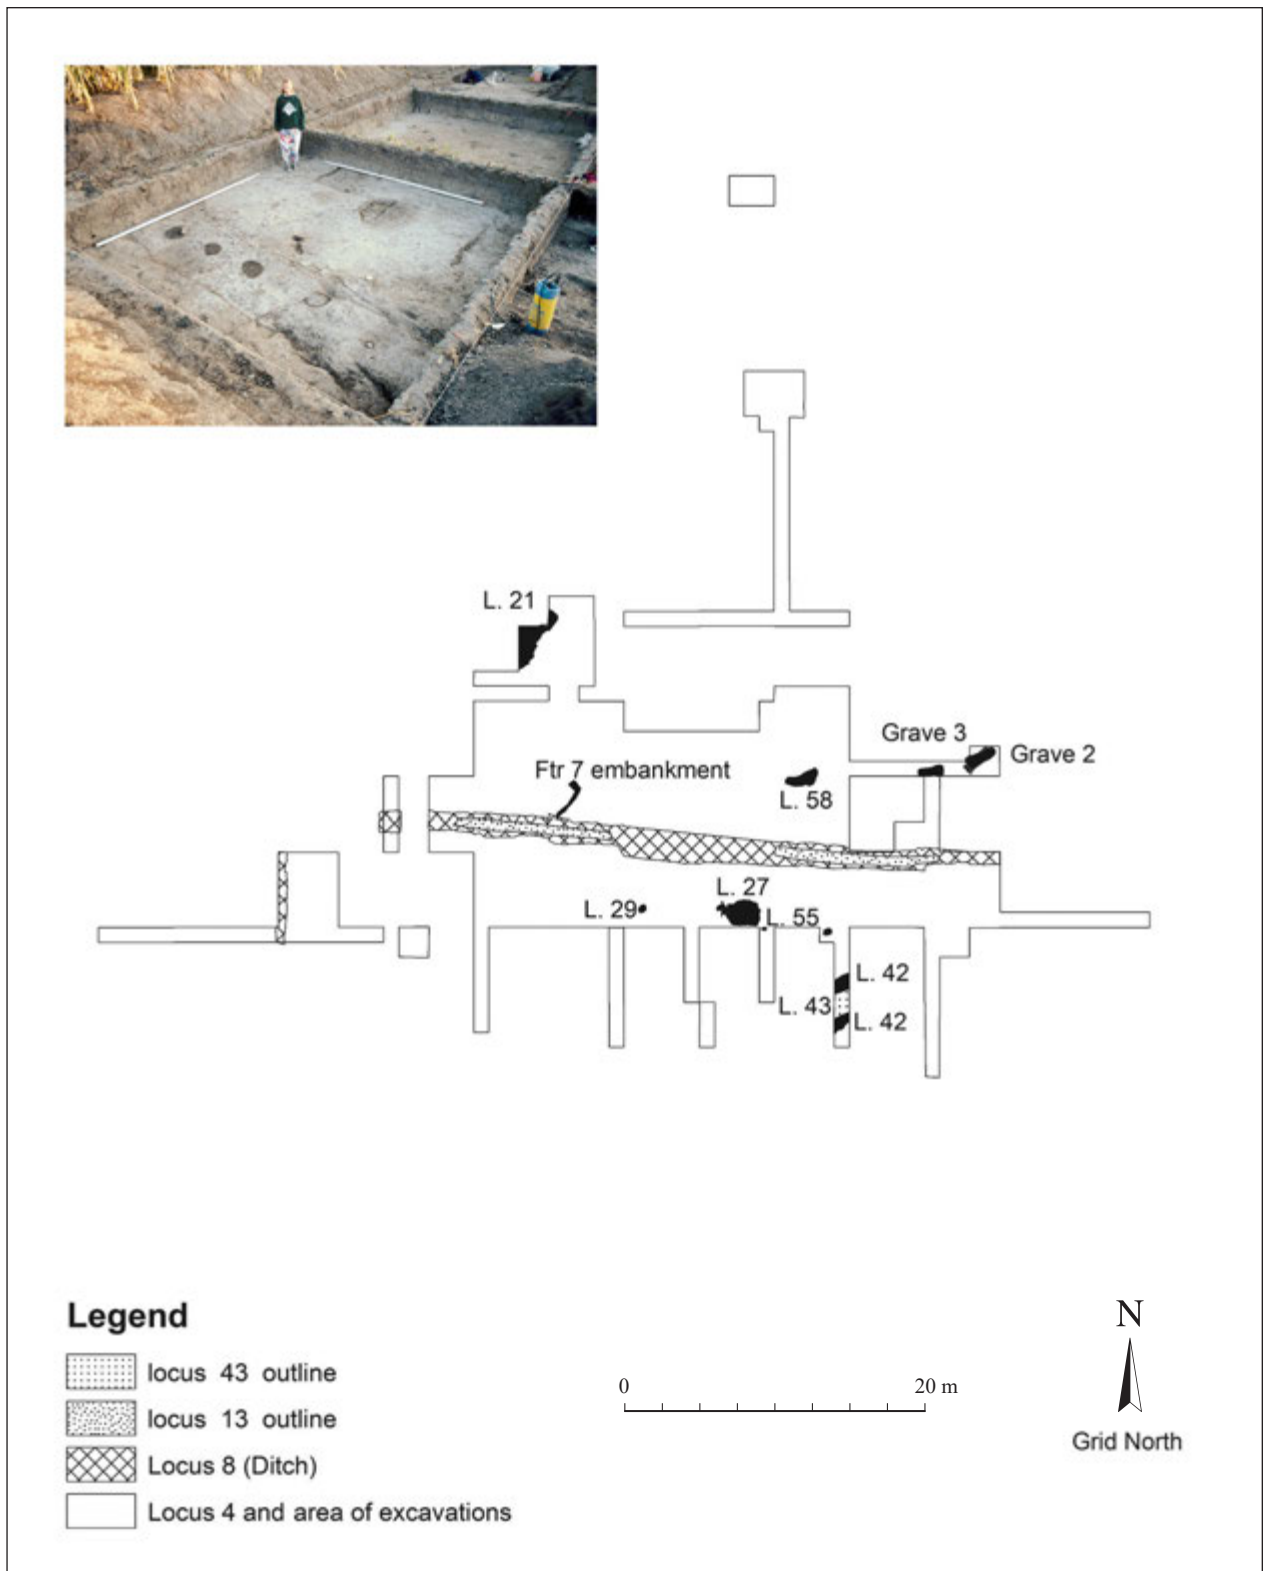 L. 21
Grave 3
Grave 2
Ftr 7 embankment
L. 58
L. 27
L. 29
L. 55
L. 42
L. 43
L. 42
Legend
locus 43 outline
locus 13 outline
Locus 8 (Ditch)
Locus 4 and area of excavations
0 20 m
N
Grid North